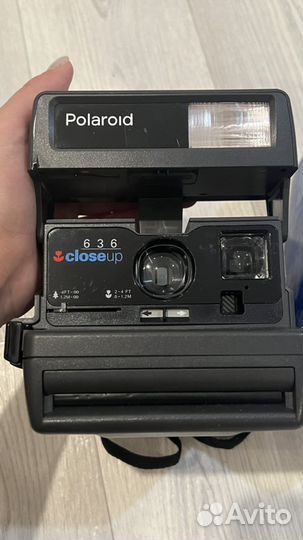 Polaroid
636
closeup
4FT-∞
1.2M-∞
2-4 FT
.6-1.2M
Avito